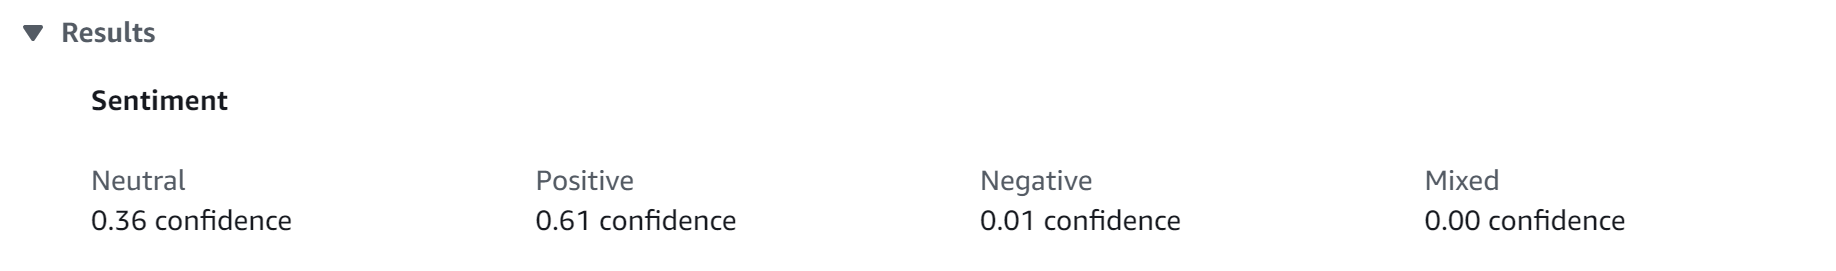 Results
Sentiment
Neutral Positive Negative Mixed
0.36 confidence 0.61 confidence 0.01 confidence 0.00 confidence